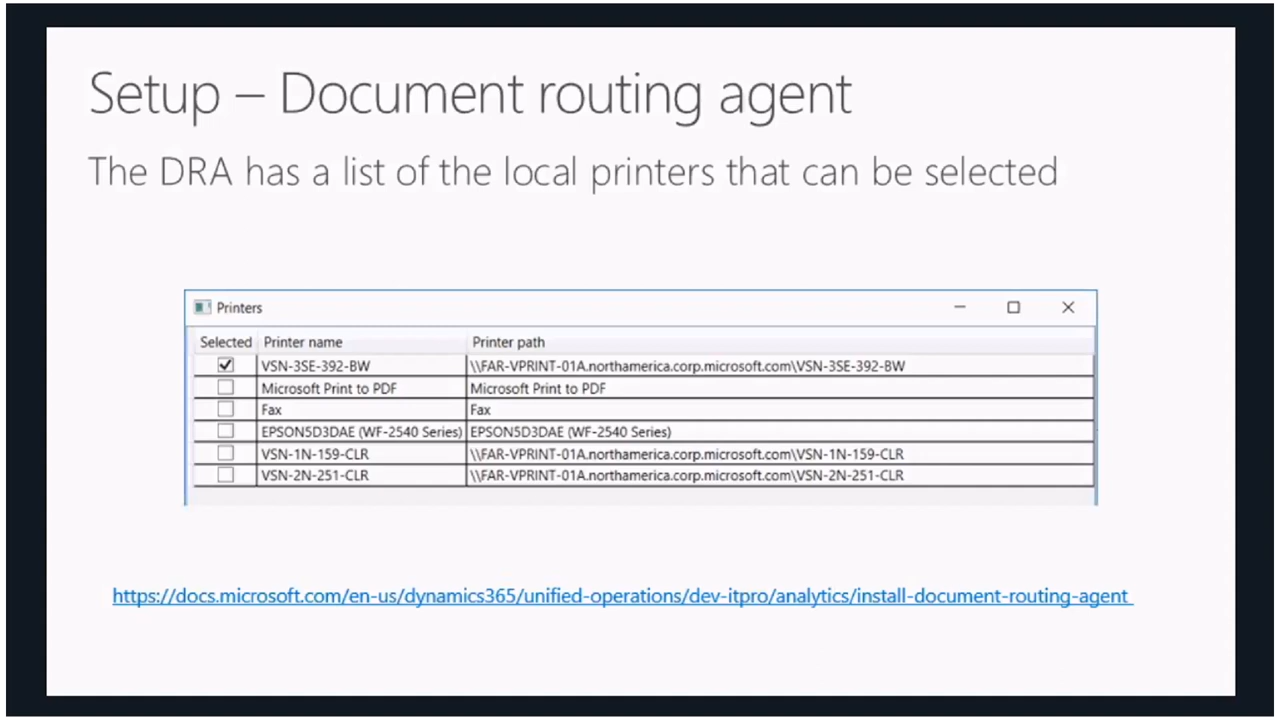 Setup – Document routing agent
The DRA has a list of the local printers that can be selected
Printers
Selected Printer name Printer path
VSN-3SE-392-BW \\FAR-VPRINT-01A.northamerica.corp.microsoft.com\VSN-3SE-392-BW
Microsoft Print to PDF Microsoft Print to PDF
Fax Fax
EPSON5D3DAE (WF-2540 Series) EPSON5D3DAE (WF-2540 Series)
VSN-1N-159-CLR \\FAR-VPRINT-01A.northamerica.corp.microsoft.com\VSN-1N-159-CLR
VSN-2N-251-CLR \\FAR-VPRINT-01A.northamerica.corp.microsoft.com\VSN-2N-251-CLR
https://docs.microsoft.com/en-us/dynamics365/unified-operations/dev-itpro/analytics/install-document-routing-agent